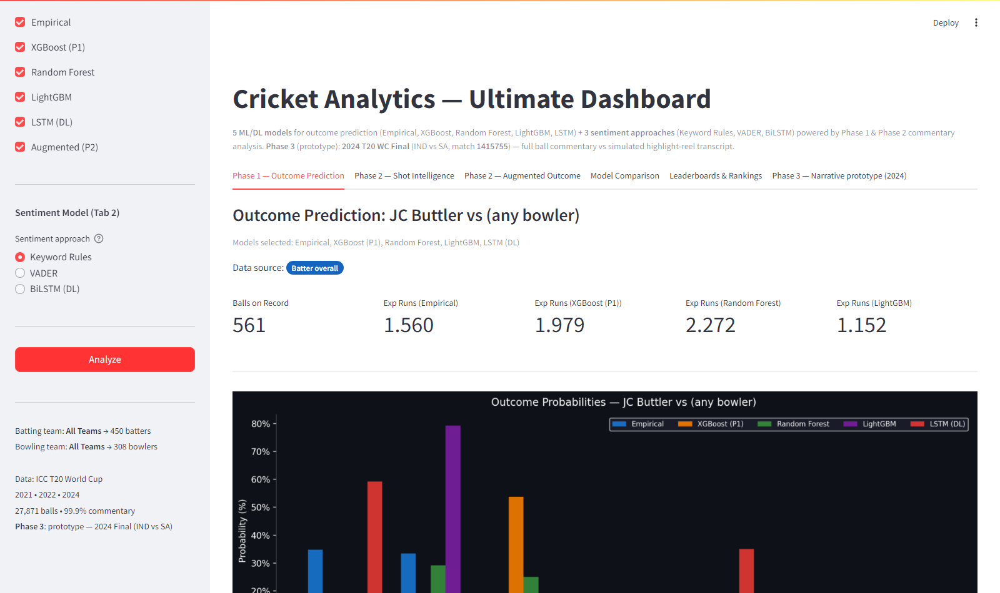 Empirical
XGBoost (P1)
Random Forest
LightGBM
LSTM (DL)
Augmented (P2)
Sentiment Model (Tab 2)
Sentiment approach ?
Keyword Rules
VADER
BiLSTM (DL)
Analyze
Batting team: All Teams → 450 batters
Bowling team: All Teams → 308 bowlers
Data: ICC T20 World Cup
2021 • 2022 • 2024
27,871 balls • 99.9% commentary
Phase 3: prototype — 2024 Final (IND vs SA)
Deploy
Cricket Analytics — Ultimate Dashboard
5 ML/DL models for outcome prediction (Empirical, XGBoost, Random Forest, LightGBM, LSTM) + 3 sentiment approaches (Keyword Rules, VADER, BiLSTM) powered by Phase 1 & Phase 2 commentary
analysis. Phase 3 (prototype): 2024 T20 WC Final (IND vs SA, match 1415755) — full ball commentary vs simulated highlight-reel transcript.
Phase 1 — Outcome Prediction Phase 2 — Shot Intelligence Phase 2 — Augmented Outcome Model Comparison Leaderboards & Rankings Phase 3 — Narrative prototype (2024)
Outcome Prediction: JC Buttler vs (any bowler)
Models selected: Empirical, XGBoost (P1), Random Forest, LightGBM, LSTM (DL)
Data source: Batter overall
Balls on Record Exp Runs (Empirical) Exp Runs (XGBoost (P1)) Exp Runs (Random Forest) Exp Runs (LightGBM)
561 1.560 1.979 2.272 1.152
Outcome Probabilities — JC Buttler vs (any bowler)
Empirical XGBoost (P1) Random Forest LightGBM LSTM (DL)
80%
70%
60%
50%
40%
30%
20%
Probability (%)